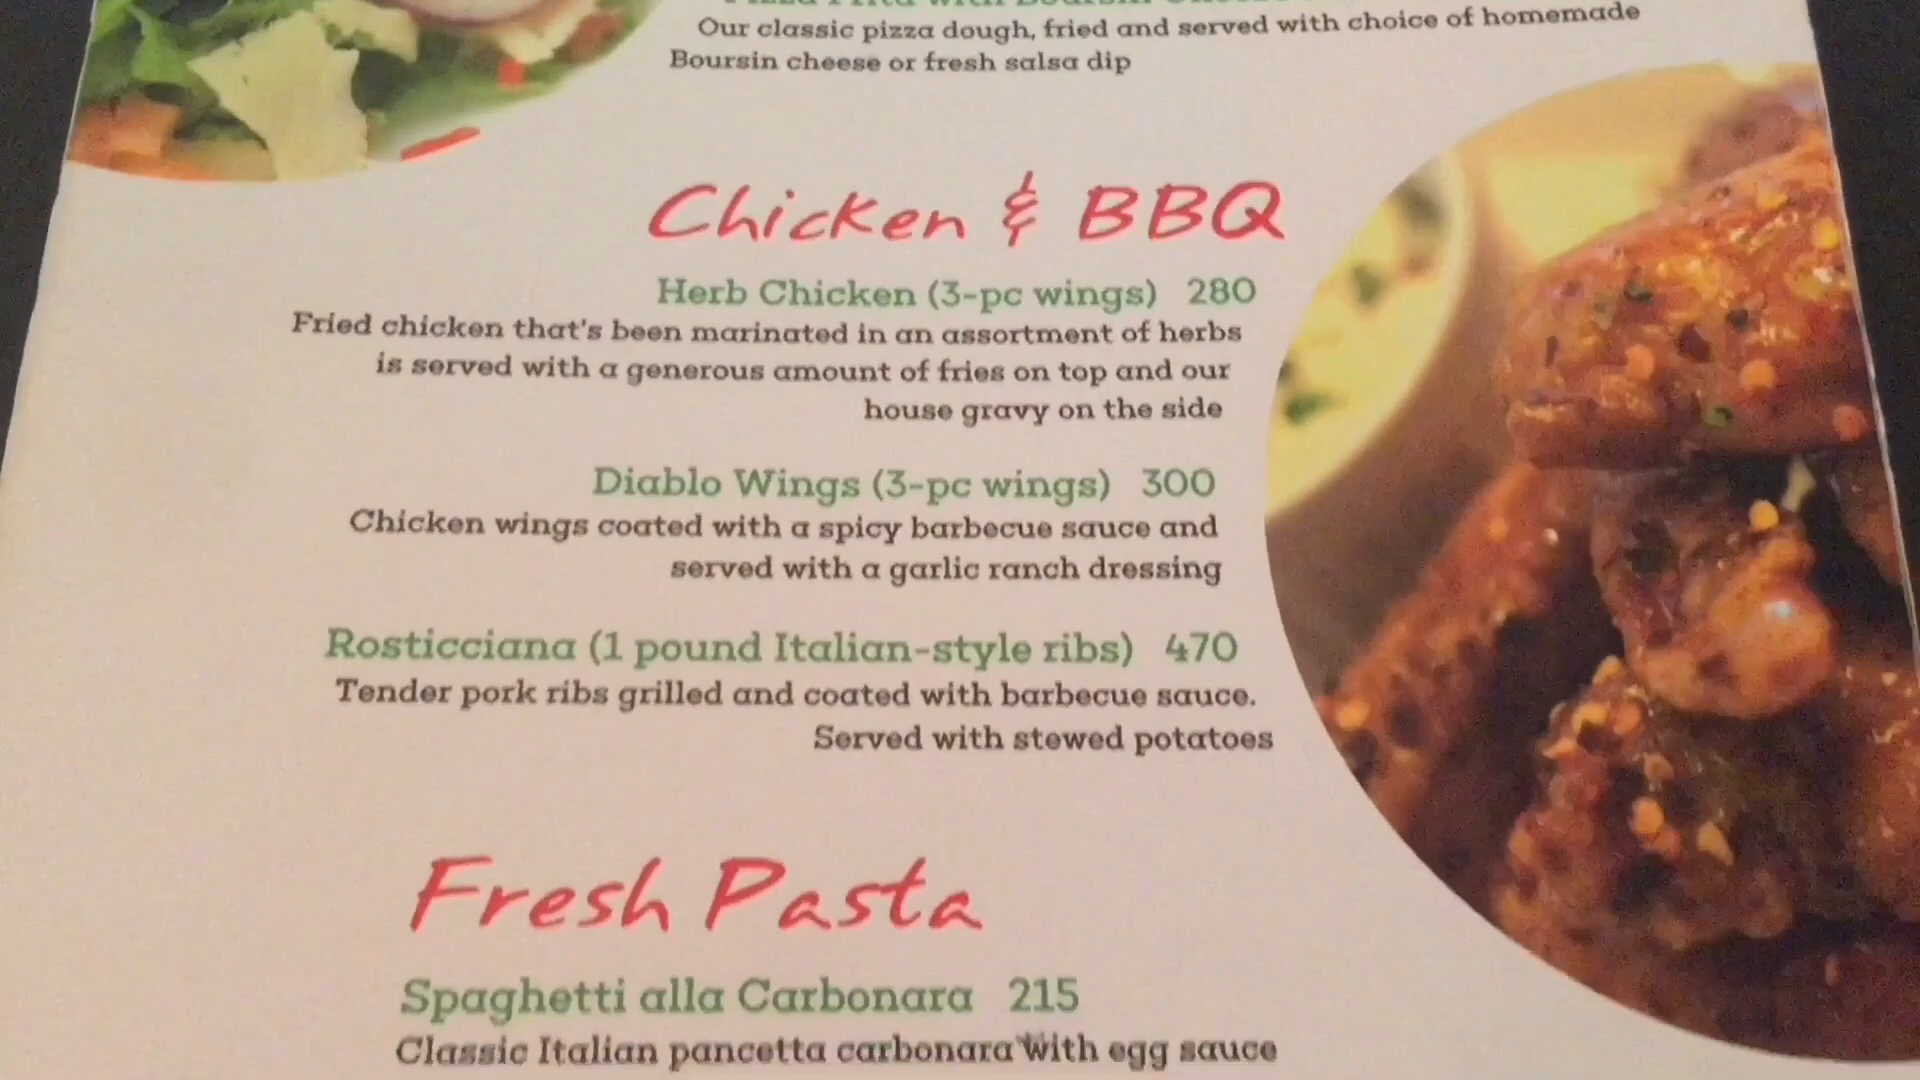 Our classic pizza dough, fried and served with choice of homemade
Boursin cheese or fresh salsa dip
Chicken & BBQ
Herb Chicken (3-pc wings) 280
Fried chicken that's been marinated in an assortment of herbs
is served with a generous amount of fries on top and our
house gravy on the side
Diablo Wings (3-pc wings) 300
Chicken wings coated with a spicy barbecue sauce and
served with a garlic ranch dressing
Rosticciana (1 pound Italian-style ribs) 470
Tender pork ribs grilled and coated with barbecue sauce.
Served with stewed potatoes
Fresh Pasta
Spaghetti alla Carbonara 215
Classic Italian pancetta carbonara with egg sauce